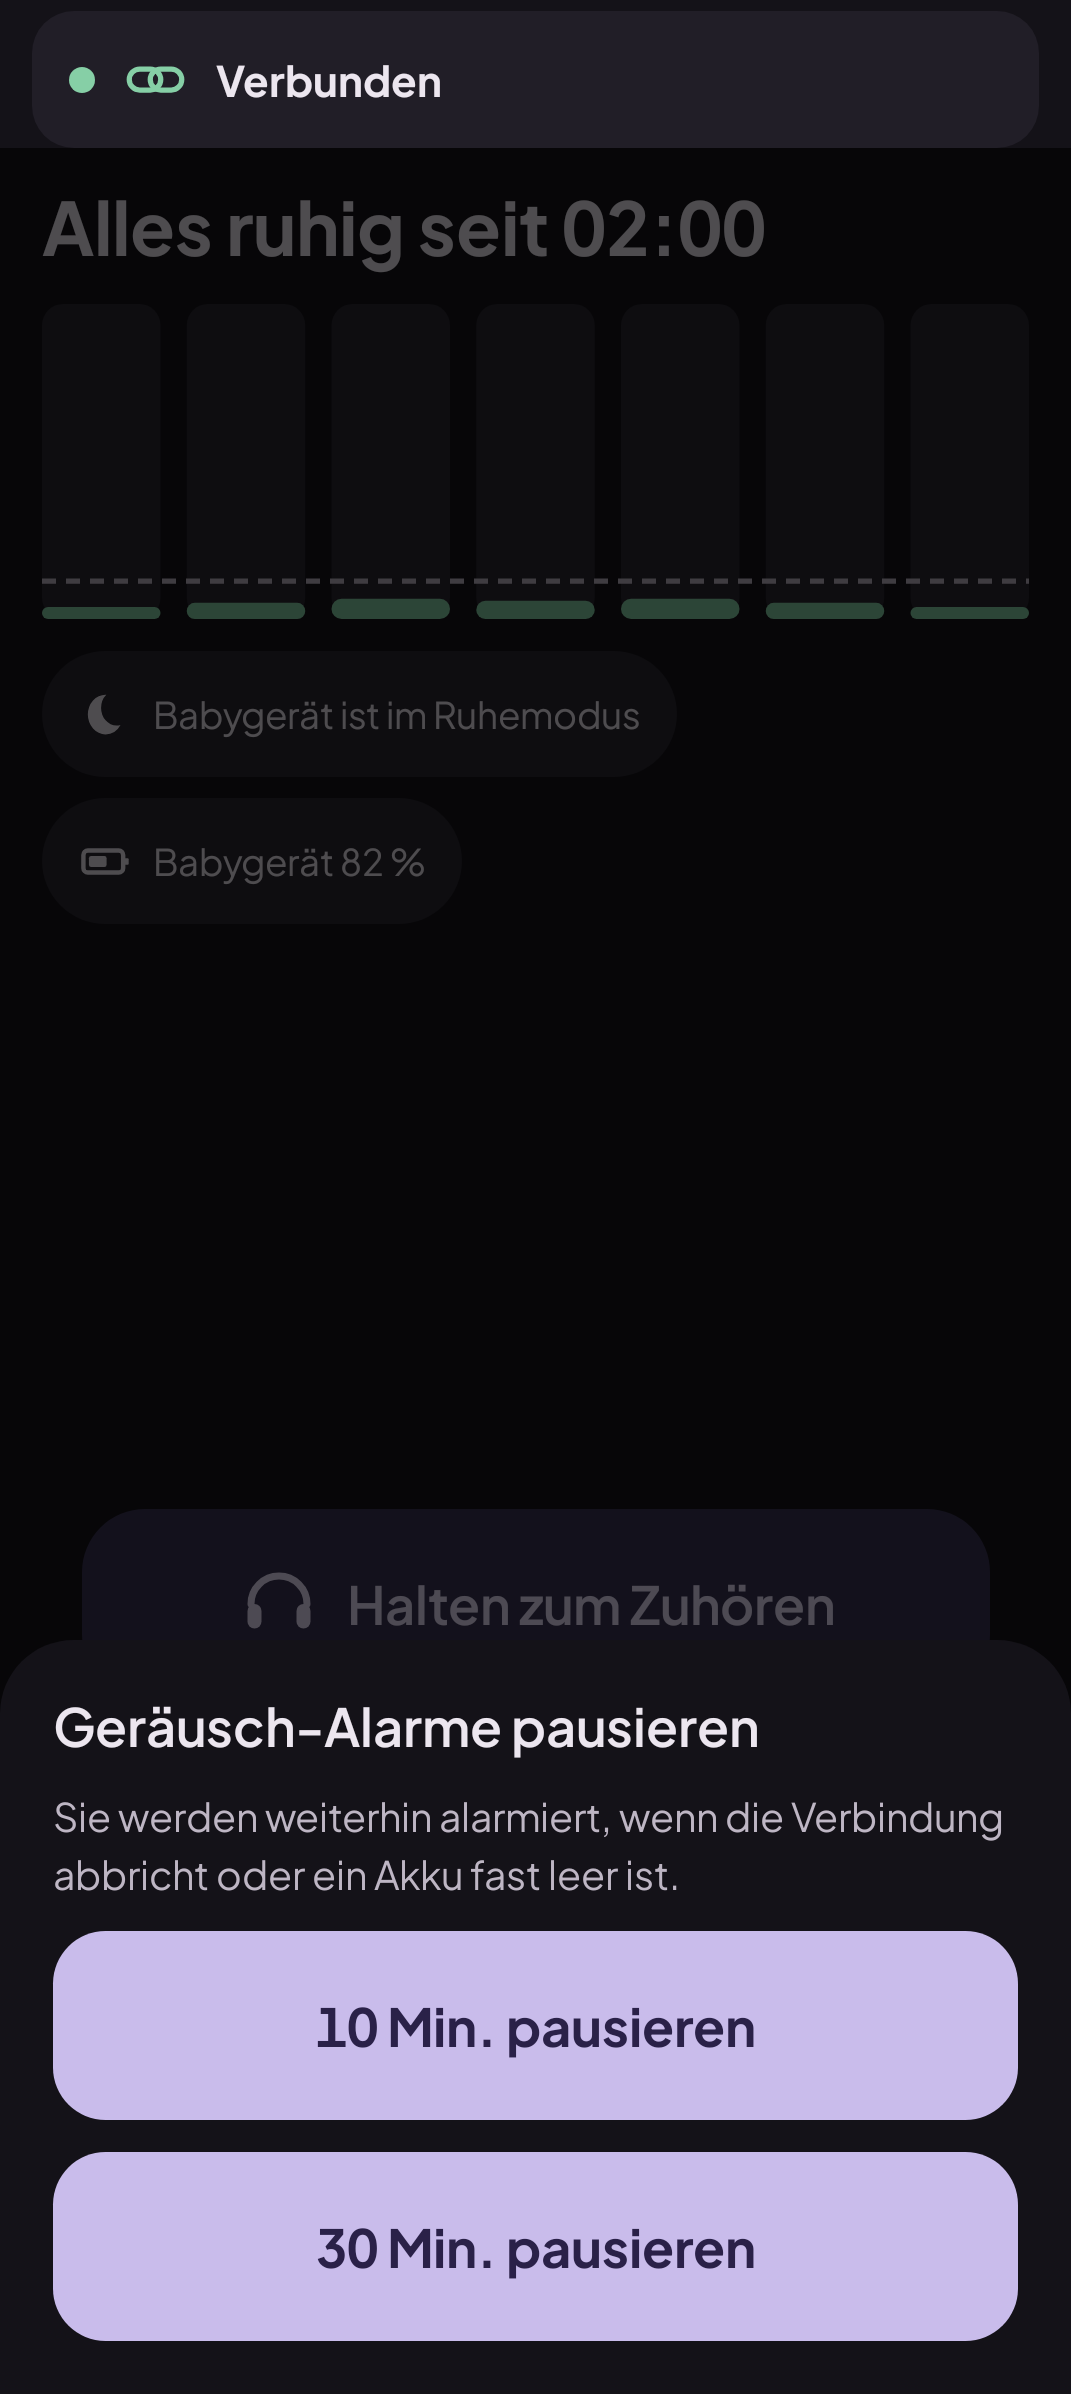 Verbunden
Alles ruhig seit 02:00
Babygerät ist im Ruhemodus
Babygerät 82 %
Halten zum Zuhören
Geräusch-Alarme pausieren
Sie werden weiterhin alarmiert, wenn die Verbindung
abbricht oder ein Akku fast leer ist.
10 Min. pausieren
30 Min. pausieren